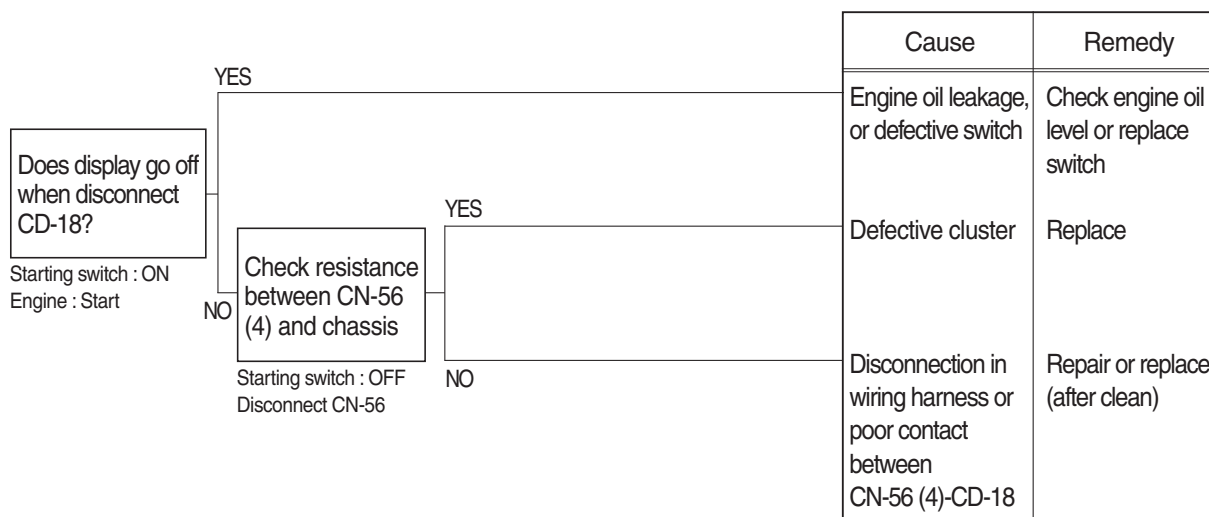 Cause
Remedy
YES
Engine oil leakage,
or defective switch
Check engine oil
level or replace
switch
Does display go off
when disconnect
CD-18?
Starting switch : ON
Engine : Start
YES
Defective cluster
Replace
NO
Check resistance
between CN-56
(4) and chassis
Starting switch : OFF
Disconnect CN-56
NO
Disconnection in
wiring harness or
poor contact
between
CN-56 (4)-CD-18
Repair or replace
(after clean)